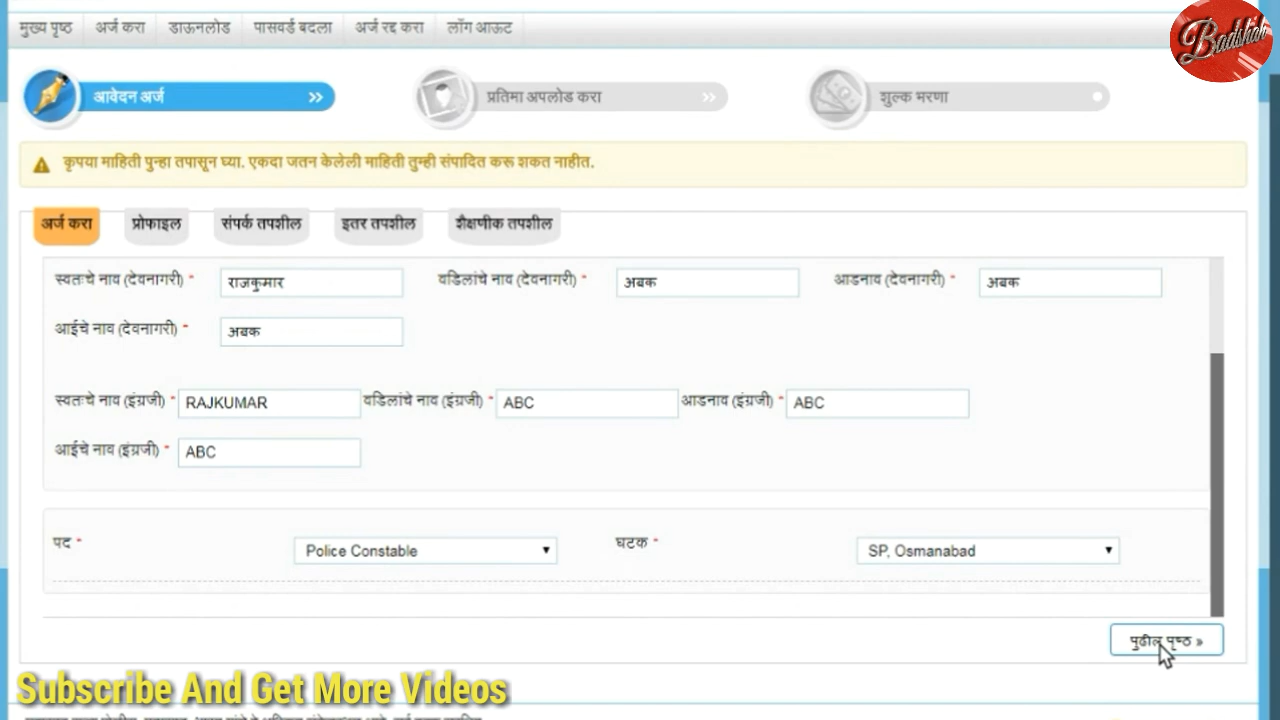 मुख्य पृष्ठ अर्ज करा डाऊनलोड पासवर्ड बदला अर्ज रद्द करा लॉग आऊट
Badshah
आवेदन अर्ज प्रतिमा अपलोड करा शुल्क भरणा
कृपया माहिती पुन्हा तपासून घ्या. एकदा जतन केलेली माहिती तुम्ही संपादित करू शकत नाहीत.
अर्ज करा प्रोफाइल संपर्क तपशील इतर तपशील शैक्षणीक तपशील
स्वतःचे नाव (देवनागरी) * राजकुमार वडिलांचे नाव (देवनागरी) * अबक आडनाव (देवनागरी) * अबक
आईचे नाव (देवनागरी) * अबक
स्वतःचे नाव (इंग्रजी) * RAJKUMAR वडिलांचे नाव (इंग्रजी) * ABC आडनाव (इंग्रजी) * ABC
आईचे नाव (इंग्रजी) * ABC
पद * Police Constable घटक * SP, Osmanabad
पुढील पृष्ठ »
Subscribe And Get More Videos